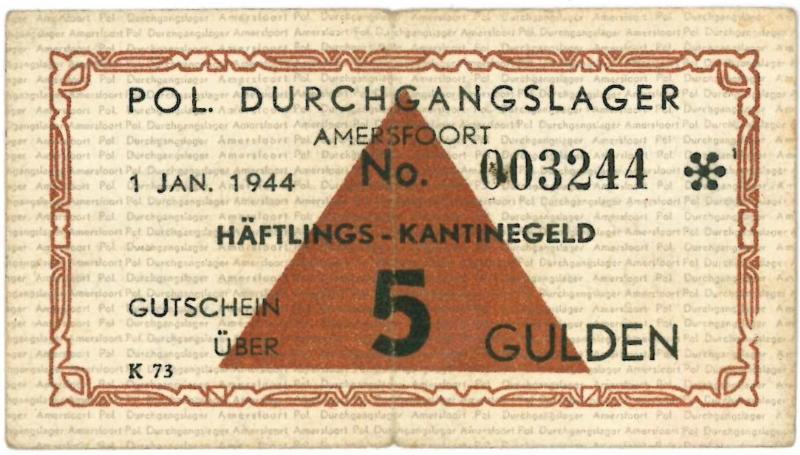 POL. DURCHGANGSLAGER
AMERSFOORT
1 JAN. 1944 No. 003244 *
HÄFTLINGS - KANTINEGELD
GUTSCHEIN
ÜBER 5 GULDEN
K 73